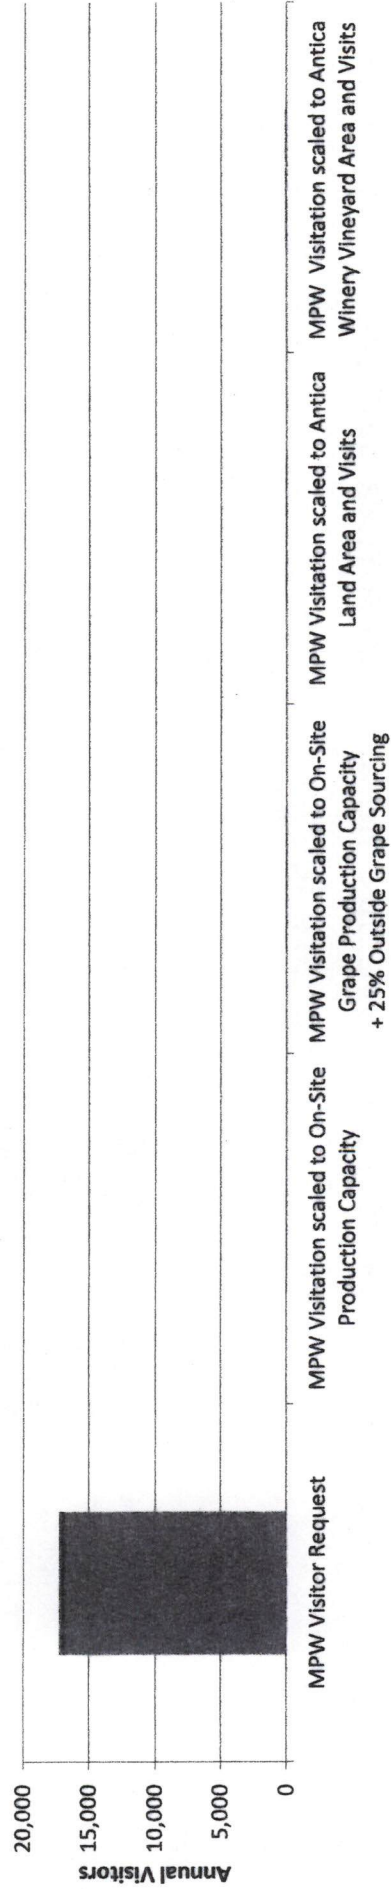 Annual Visitors
20,000
15,000
10,000
5,000
0
MPW Visitor Request
MPW Visitation scaled to On-Site
Production Capacity
MPW Visitation scaled to On-Site
Grape Production Capacity
+ 25% Outside Grape Sourcing
MPW Visitation scaled to Antica
Land Area and Visits
MPW Visitation scaled to Antica
Winery Vineyard Area and Visits